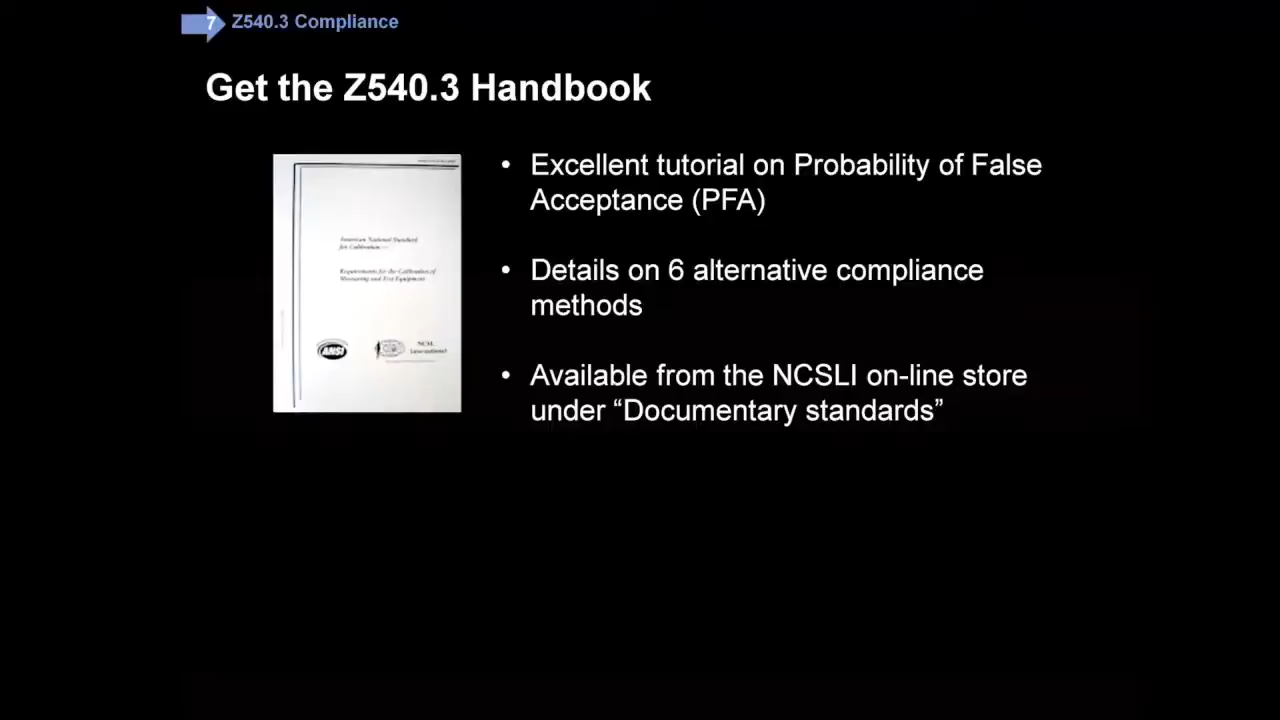 7 Z540.3 Compliance
Get the Z540.3 Handbook
• Excellent tutorial on Probability of False
Acceptance (PFA)
• Details on 6 alternative compliance
methods
• Available from the NCSLI on-line store
under “Documentary standards”
American National Standard
for Calibration—
Requirements for the Calibration of
Measuring and Test Equipment
ANSI
NCSL
International